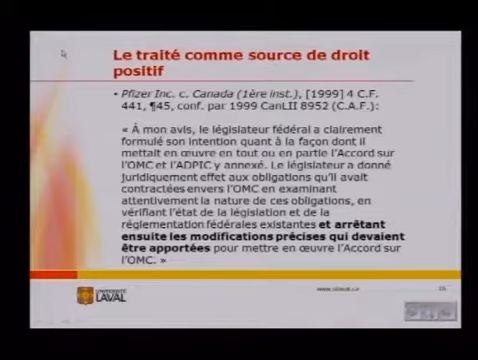 Le traité comme source de droit
positif
• Pfizer Inc. c. Canada (1ère inst.), [1999] 4 C.F.
441, ¶45, conf. par 1999 CanLII 8952 (C.A.F.):
« À mon avis, le législateur fédéral a clairement
formulé son intention quant à la façon dont il
mettait en œuvre en tout ou en partie l'Accord sur
l'OMC et l'ADPIC y annexé. Le législateur a donné
juridiquement effet aux obligations qu'il avait
contractées envers l'OMC en examinant
attentivement la nature de ces obligations, en
vérifiant l'état de la législation et de la
réglementation fédérales existantes et arrêtant
ensuite les modifications précises qui devaient
être apportées pour mettre en œuvre l'Accord sur
l'OMC. »
UNIVERSITÉ
LAVAL
www.ulaval.ca